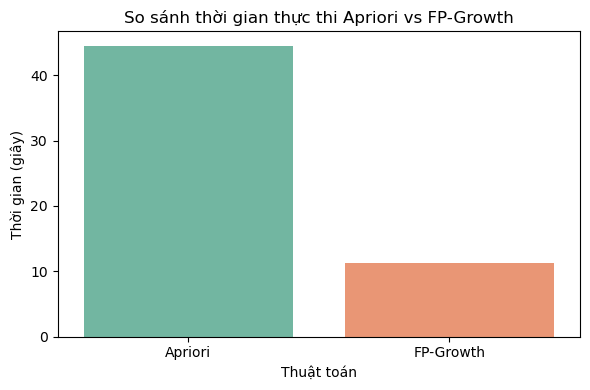 So sánh thời gian thực thi Apriori vs FP-Growth
Thời gian (giây)
40
30
20
10
0
Apriori
FP-Growth
Thuật toán